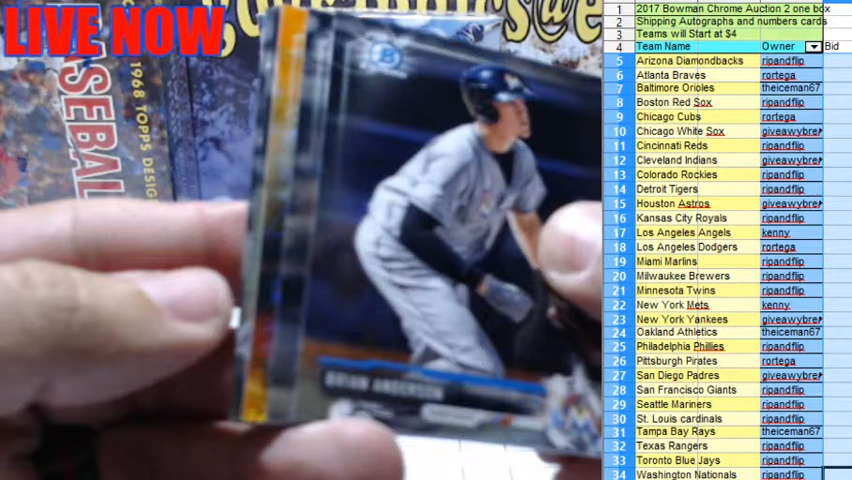 LIVE NOW
BASEBALL
1968 TOPPS DESIG
BRIAN ANDERSON
1 2017 Bowman Chrome Auction 2 one box
2 Shipping Autographs and numbers cards
3 Teams will Start at $4
4 Team Name Owner Bid
5 Arizona Diamondbacks ripandflip
6 Atlanta Braves rortega
7 Baltimore Orioles theiceman67
8 Boston Red Sox ripandflip
9 Chicago Cubs rortega
10 Chicago White Sox giveawybre
11 Cincinnati Reds ripandflip
12 Cleveland Indians giveawybre
13 Colorado Rockies ripandflip
14 Detroit Tigers ripandflip
15 Houston Astros giveawybre
16 Kansas City Royals ripandflip
17 Los Angeles Angels kenny
18 Los Angeles Dodgers rortega
19 Miami Marlins ripandflip
20 Milwaukee Brewers ripandflip
21 Minnesota Twins ripandflip
22 New York Mets kenny
23 New York Yankees giveawybre
24 Oakland Athletics theiceman67
25 Philadelphia Phillies ripandflip
26 Pittsburgh Pirates rortega
27 San Diego Padres giveawybre
28 San Francisco Giants ripandflip
29 Seattle Mariners ripandflip
30 St. Louis cardinals ripandflip
31 Tampa Bay Rays theiceman67
32 Texas Rangers ripandflip
33 Toronto Blue Jays ripandflip
34 Washington Nationals ripandflip